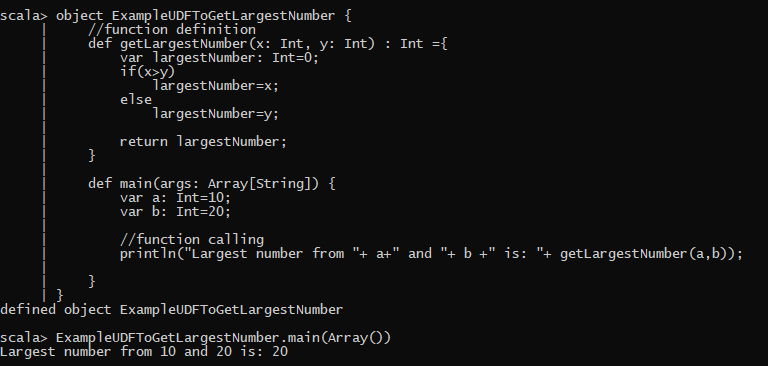 scala> object ExampleUDFToGetLargestNumber {
     |     //function definition
     |     def getLargestNumber(x: Int, y: Int) : Int ={
     |         var largestNumber: Int=0;
     |         if(x>y)
     |             largestNumber=x;
     |         else
     |             largestNumber=y;
     |
     |         return largestNumber;
     |     }
     |
     |     def main(args: Array[String]) {
     |         var a: Int=10;
     |         var b: Int=20;
     |
     |         //function calling
     |         println("Largest number from "+ a+" and "+ b +" is: "+ getLargestNumber(a,b));
     |
     |     }
     | }
defined object ExampleUDFToGetLargestNumber
scala> ExampleUDFToGetLargestNumber.main(Array())
Largest number from 10 and 20 is: 20